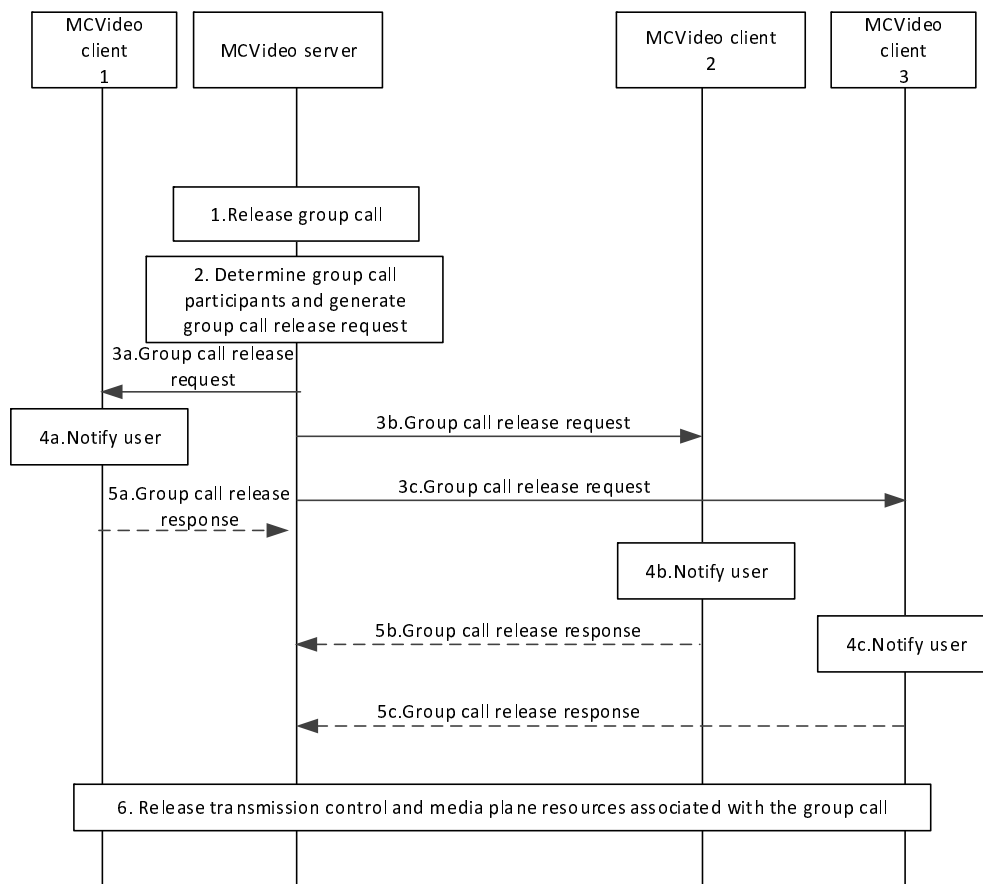 MCVideo
client
1
MCVideo server
MCVideo client
2
MCVideo
client
3
1.Release group call
2. Determine group call
participants and generate
group call release request
3a.Group call release
request
4a.Notify user
3b.Group call release request
5a.Group call release
response
3c.Group call release request
4b.Notify user
5b.Group call release response
4c.Notify user
5c.Group call release response
6. Release transmission control and media plane resources associated with the group call